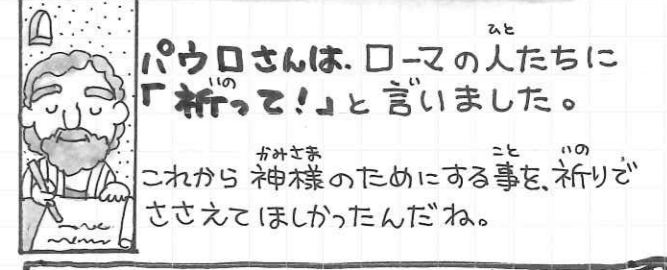 パウロさんは、ローマの人たちに
「祈って!」と言いました。
これから神様のためにする事を、祈りで
ささえてほしかったんだね。